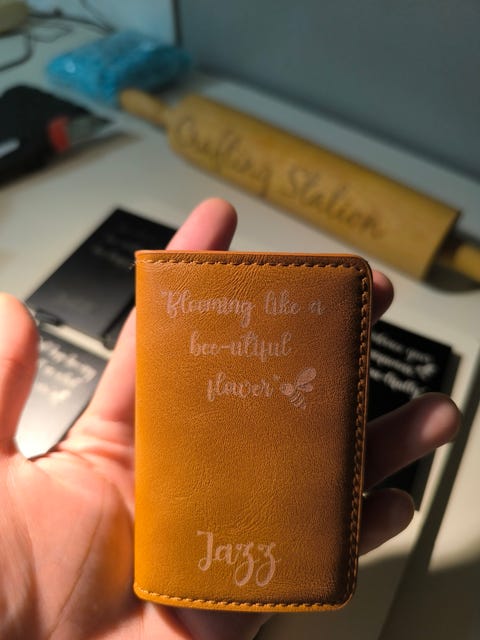 Crafting Station
"Blooming like a
bee-utiful
flower"
Jazz